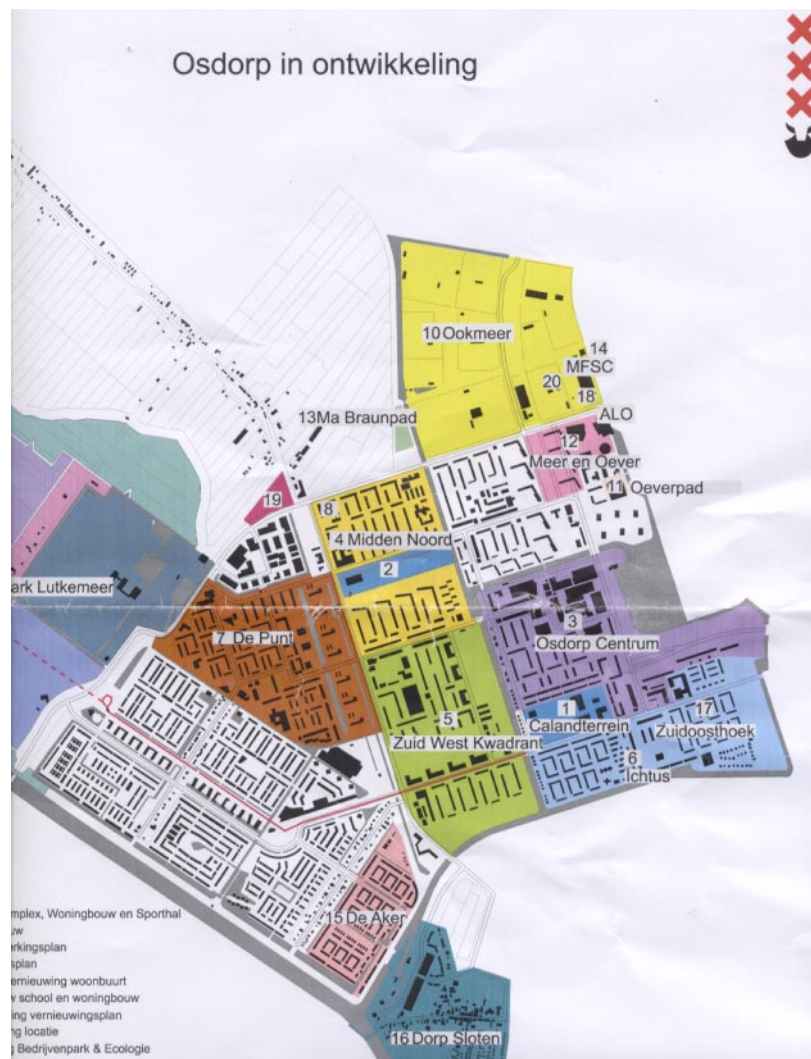 Osdorp in ontwikkeling
10 Ookmeer
14
MFSC
20
18
ALO
13 Ma Braunpad
12
Meer en Oever
11 Oeverpad
19
8
4 Midden Noord
2
ark Lutkemeer
3
Osdorp Centrum
7 De Punt
5
Zuid West Kwadrant
1
Calandterrein
17
Zuidoosthoek
6
Ichtus
15 De Aker
16 Dorp Sloten
mplex, Woningbouw en Sporthal
uw
erkingsplan
splan
ernieuwing woonbuurt
w school en woningbouw
ing vernieuwingsplan
ng locatie
g Bedrijvenpark & Ecologie